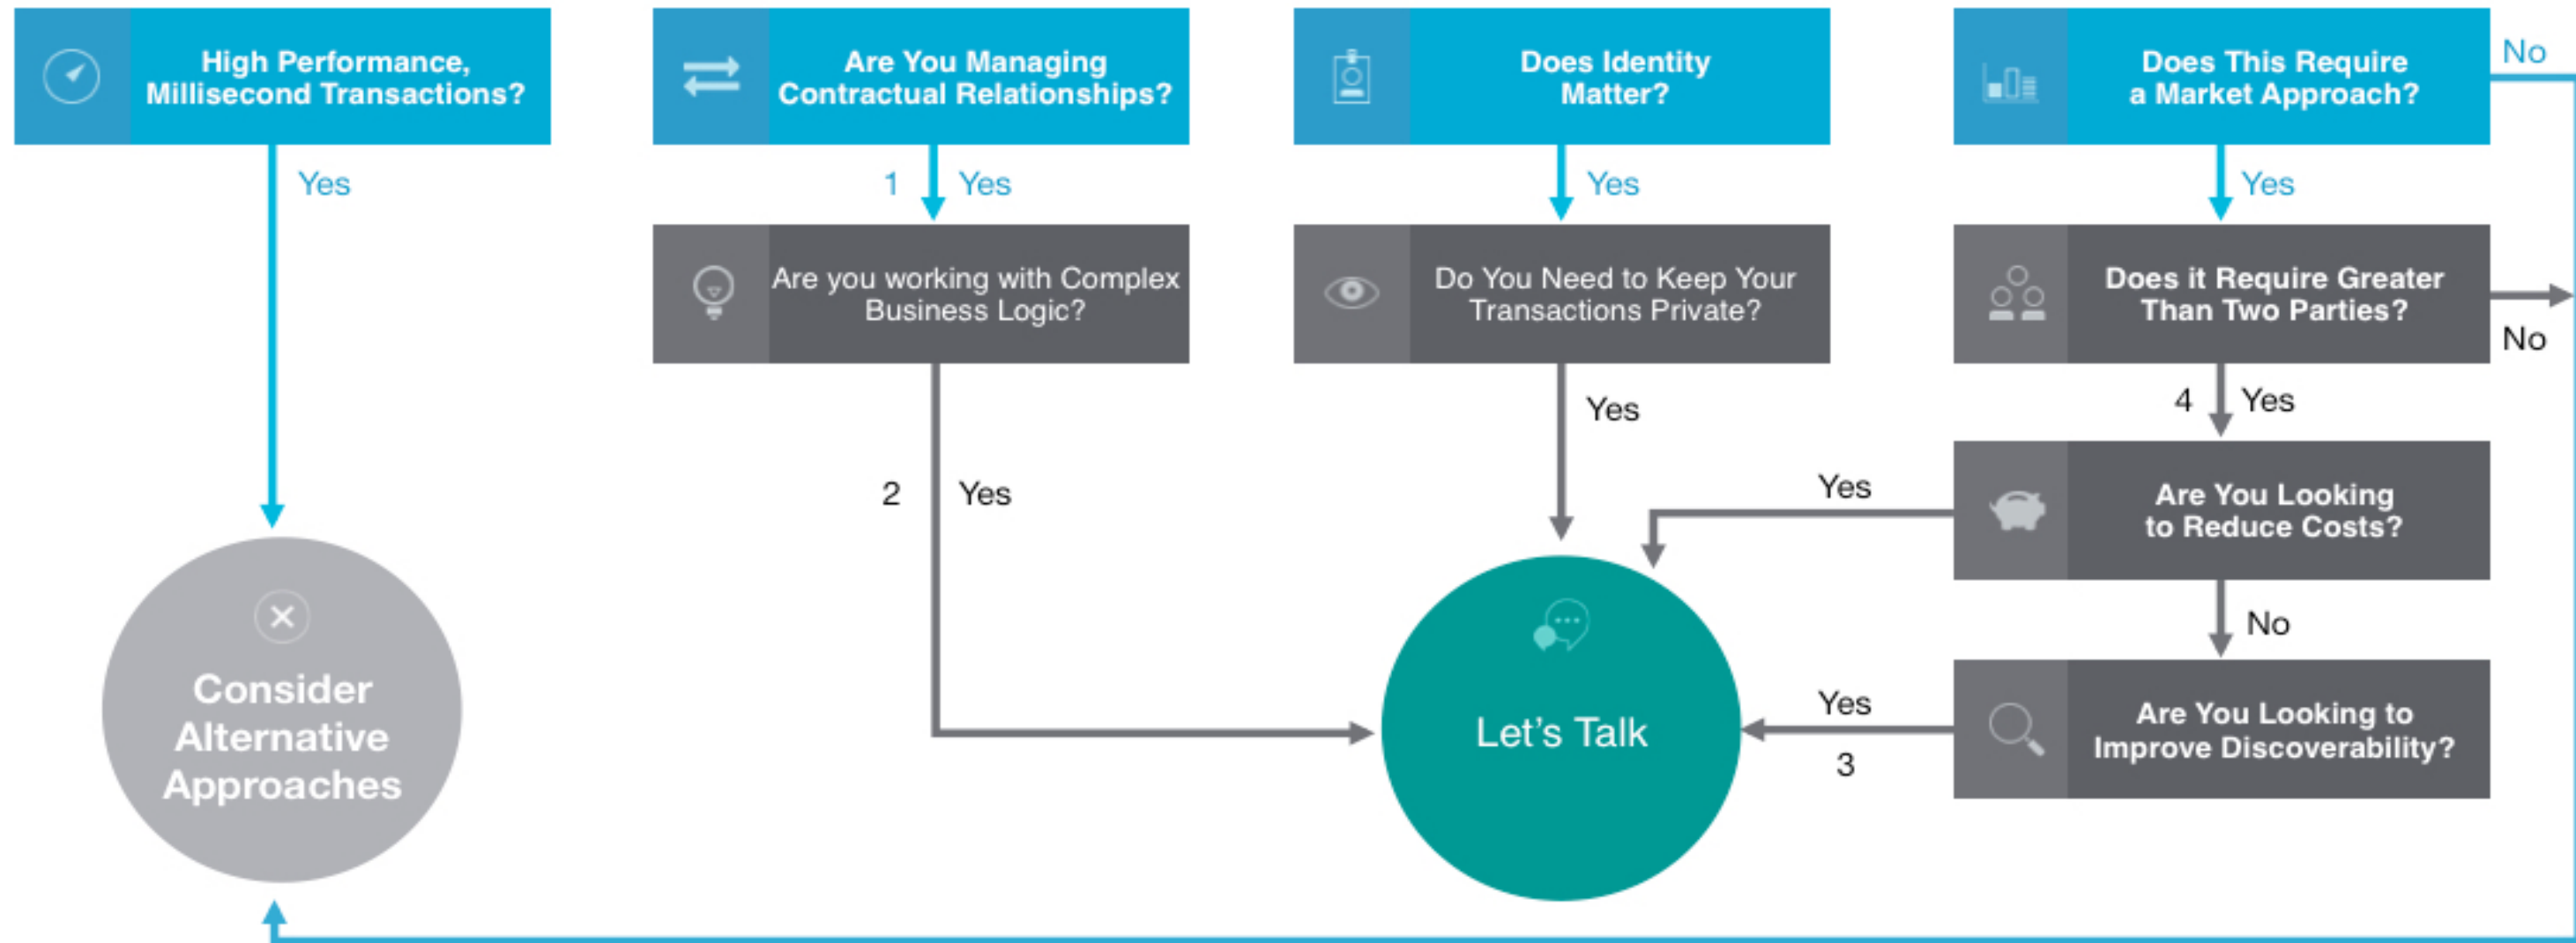 High Performance,
Millisecond Transactions?
Are You Managing
Contractual Relationships?
Does Identity
Matter?
Does This Require
a Market Approach?
No
Yes
1
Yes
Yes
Yes
Are you working with Complex
Business Logic?
Do You Need to Keep Your
Transactions Private?
Does it Require Greater
Than Two Parties?
No
Yes
4
Yes
2
Yes
Yes
Are You Looking
to Reduce Costs?
No
Consider
Alternative
Approaches
Let's Talk
Yes
3
Are You Looking to
Improve Discoverability?